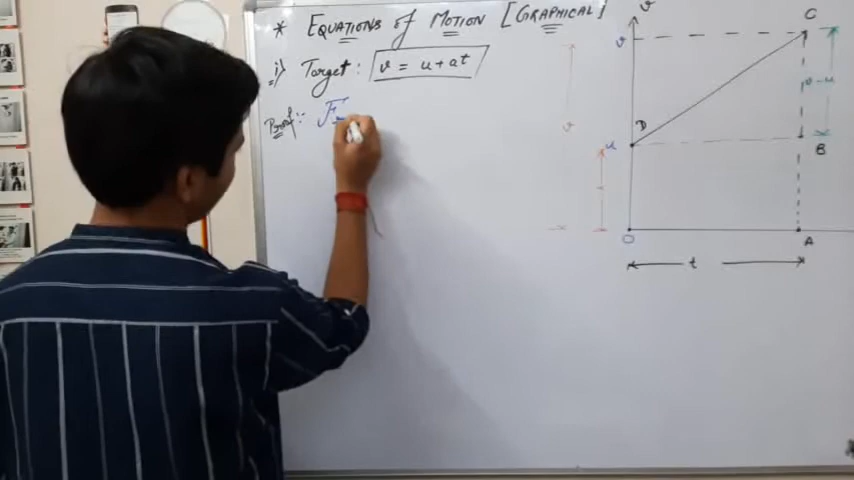 * EQUATIONS of MOTION [GRAPHICAL]
i) Target: v = u + at
Proof:-
v
v
C
v
v-u
D
u
B
O
A
t